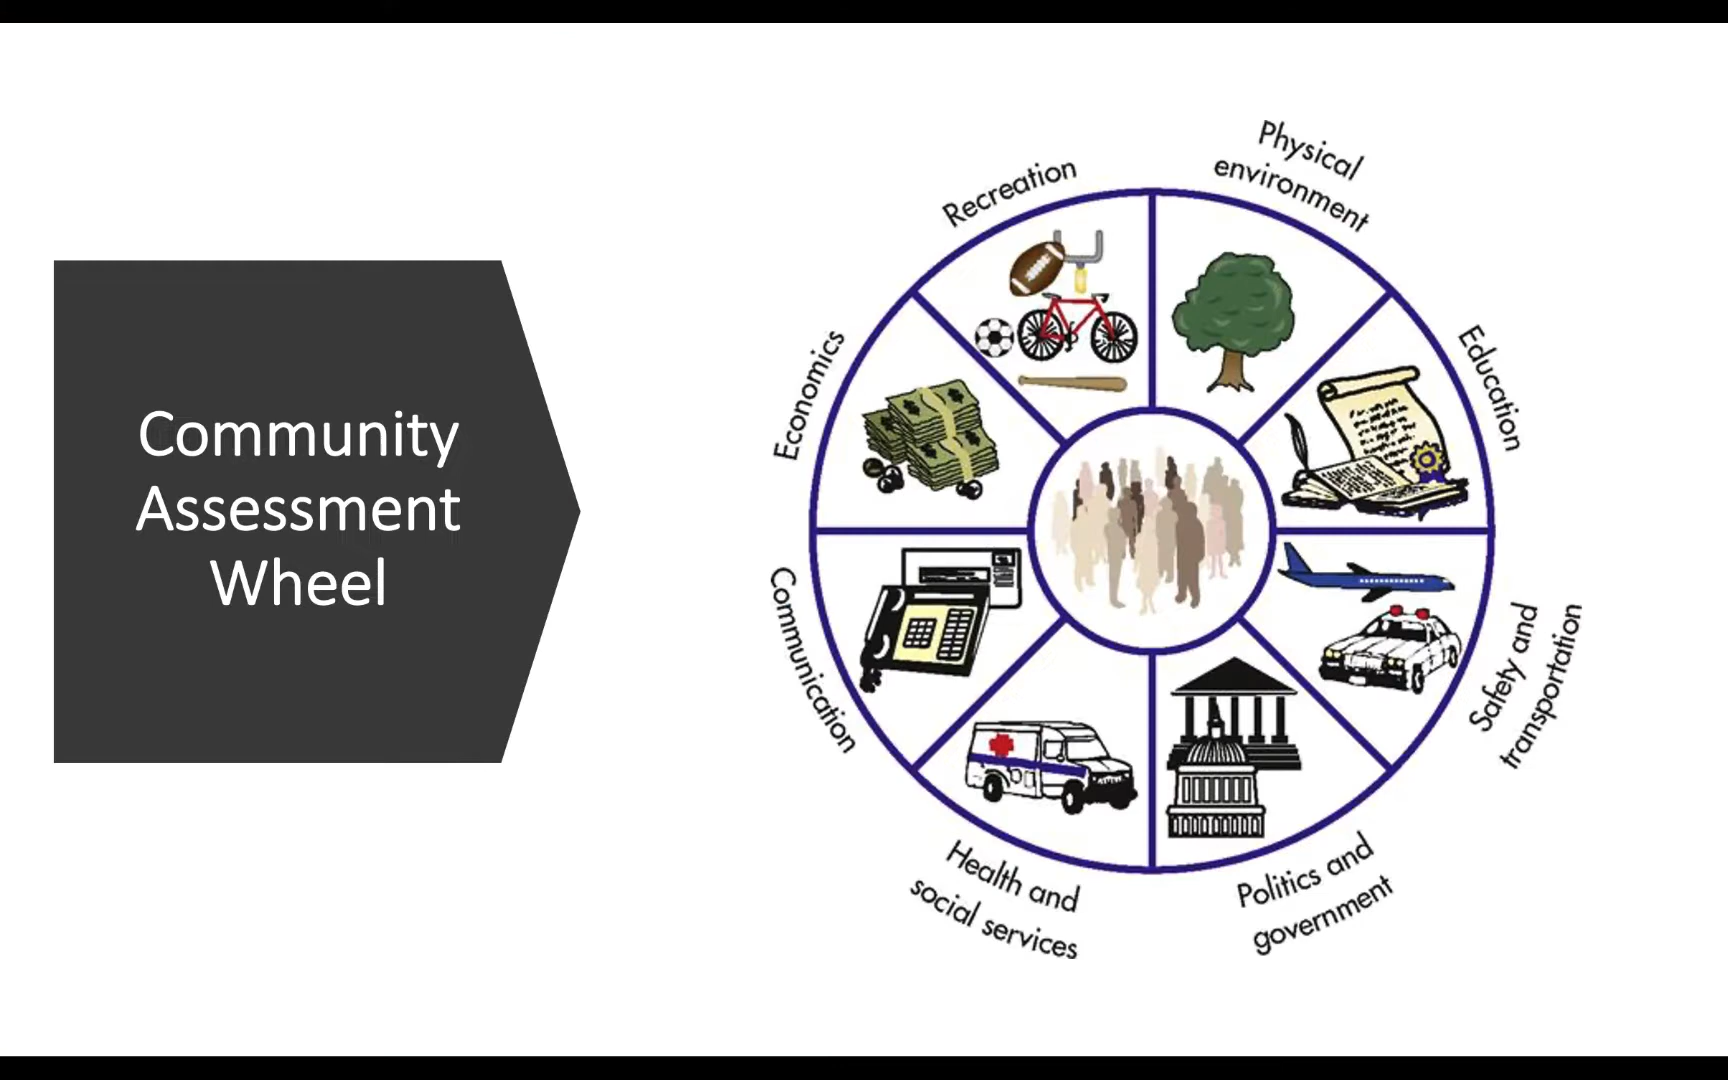 Community
Assessment
Wheel
Physical
environment
Education
Safety and
transportation
Politics and
government
Health and
social services
Communication
Economics
Recreation